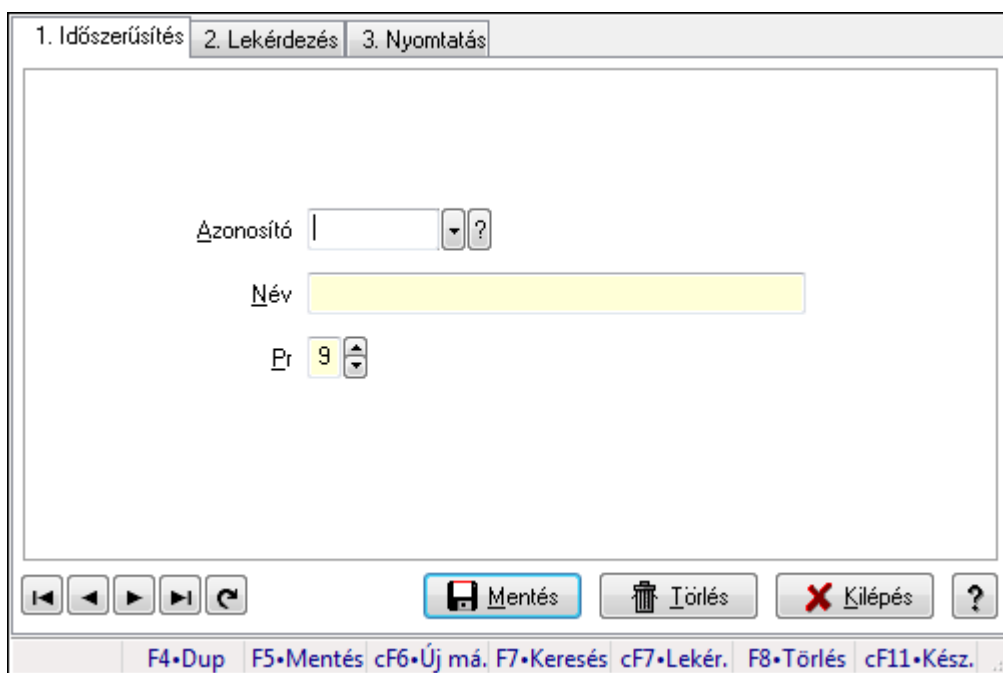 1. Időszerűsítés 2. Lekérdezés 3. Nyomtatás
Azonosító ?
Név
Pr 9
Mentés Törlés Kilépés ?
F4•Dup F5•Mentés cF6•Új má. F7•Keresés cF7•Lekér. F8•Törlés cF11•Kész.